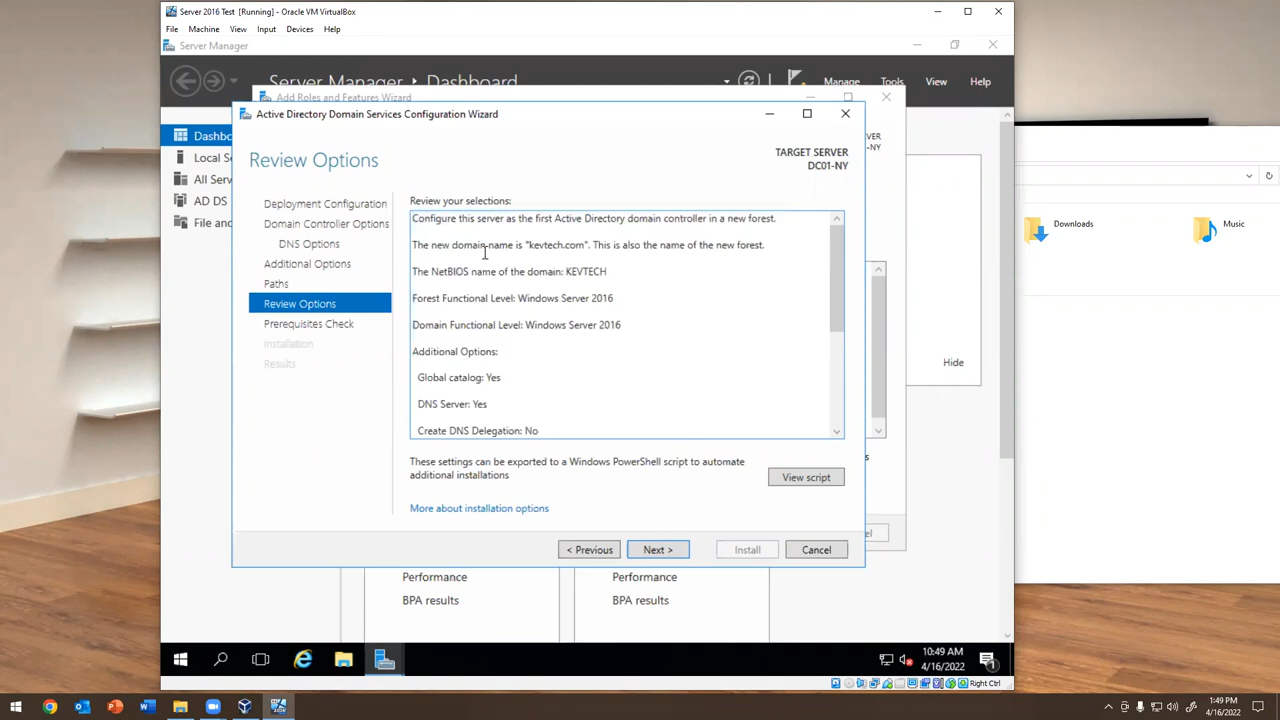 Server 2016 Test [Running] - Oracle VM VirtualBox
File Machine View Input Devices Help
Server Manager
Server Manager • Dashboard
Manage Tools View Help
Add Roles and Features Wizard
Active Directory Domain Services Configuration Wizard
Review Options
TARGET SERVER
DC01-NY
Deployment Configuration
Domain Controller Options
DNS Options
Additional Options
Paths
Review Options
Prerequisites Check
Installation
Results
Review your selections:
Configure this server as the first Active Directory domain controller in a new forest.
The new domain name is "kevtech.com". This is also the name of the new forest.
The NetBIOS name of the domain: KEVTECH
Forest Functional Level: Windows Server 2016
Domain Functional Level: Windows Server 2016
Additional Options:
Global catalog: Yes
DNS Server: Yes
Create DNS Delegation: No
These settings can be exported to a Windows PowerShell script to automate
additional installations
View script
More about installation options
< Previous
Next >
Install
Cancel
Dashbo
Local Se
All Serv
AD DS
File and
VER
-NY
Hide
el
Performance
BPA results
Performance
BPA results
Downloads
Music
10:49 AM
4/16/2022
1
Right Ctrl
1:49 PM
4/16/2022